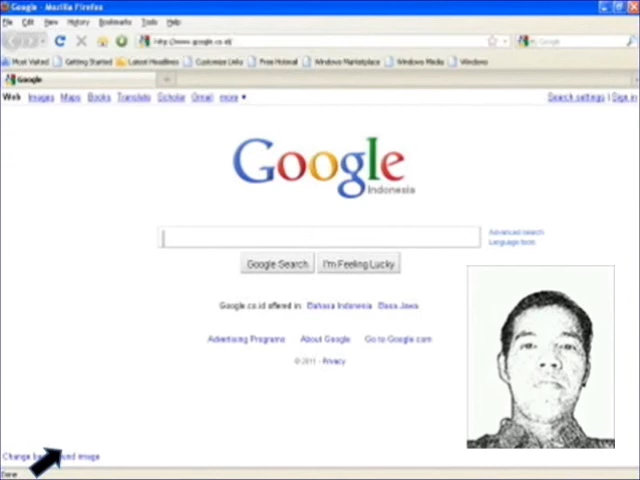 Google - Mozilla Firefox
File Edit View History Bookmarks Tools Help
http://www.google.co.id/
Google
Most Visited Getting Started Latest Headlines Customize Links Free Hotmail Windows Marketplace Windows Media Windows
Google
Web Images Maps Books Translate Scholar Gmail more
Search settings | Sign in
Google
Indonesia
Advanced search
Language tools
Google Search I'm Feeling Lucky
Google.co.id offered in: Bahasa Indonesia Basa Jawa
Advertising Programs About Google Go to Google.com
© 2011 - Privacy
Change image
Done